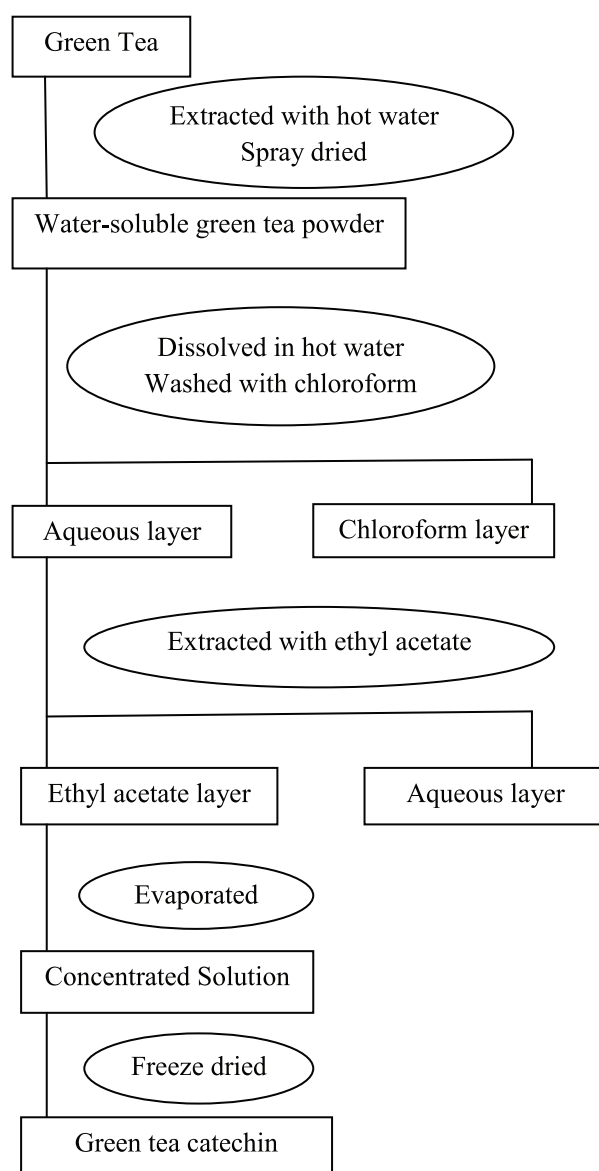 Green Tea
Extracted with hot water
Spray dried
Water-soluble green tea powder
Dissolved in hot water
Washed with chloroform
Aqueous layer
Chloroform layer
Extracted with ethyl acetate
Ethyl acetate layer
Aqueous layer
Evaporated
Concentrated Solution
Freeze dried
Green tea catechin